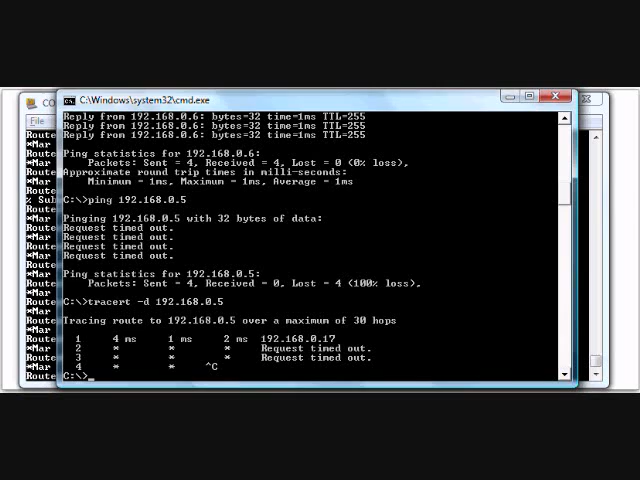 C:\Windows\system32\cmd.exe
CO
File
Route
*Mar
Route
*Mar
Route
% Sub
Route
*Mar
Route
*Mar
Route
*Mar
Route
*Mar
Route
*Mar
Route
Reply from 192.168.0.6: bytes=32 time=1ms TTL=255
Reply from 192.168.0.6: bytes=32 time=1ms TTL=255
Reply from 192.168.0.6: bytes=32 time=1ms TTL=255
Ping statistics for 192.168.0.6:
Packets: Sent = 4, Received = 4, Lost = 0 (0% loss),
Approximate round trip times in milli-seconds:
Minimum = 1ms, Maximum = 1ms, Average = 1ms
C:\>ping 192.168.0.5
Pinging 192.168.0.5 with 32 bytes of data:
Request timed out.
Request timed out.
Request timed out.
Request timed out.
Ping statistics for 192.168.0.5:
Packets: Sent = 4, Received = 0, Lost = 4 (100% loss),
C:\>tracert -d 192.168.0.5
Tracing route to 192.168.0.5 over a maximum of 30 hops
1 4 ms 1 ms 2 ms 192.168.0.17
2 * * * Request timed out.
3 * * * Request timed out.
4 * * ^C
C:\>_